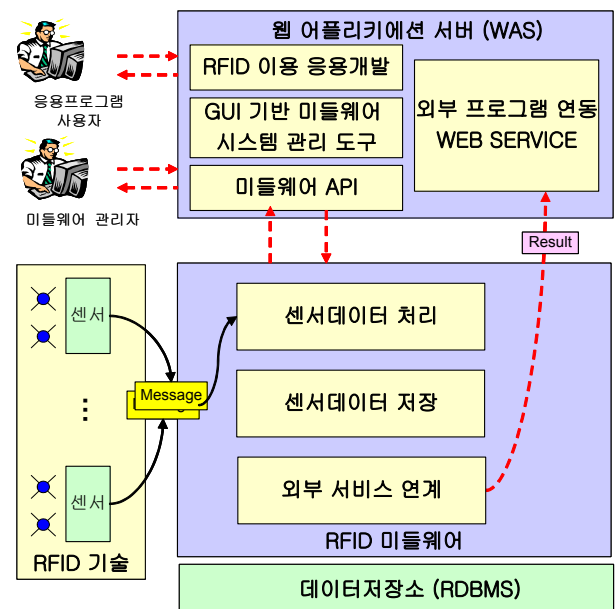 웹 어플리키에션 서버 (WAS)
RFID 이용 응용개발
GUI 기반 미들웨어
시스템 관리 도구
미들웨어 API
외부 프로그램 연동
WEB SERVICE
응용프로그램
사용자
미들웨어 관리자
Result
센서
Message
...
센서
RFID 기술
센서데이터 처리
센서데이터 저장
외부 서비스 연계
RFID 미들웨어
데이터저장소 (RDBMS)